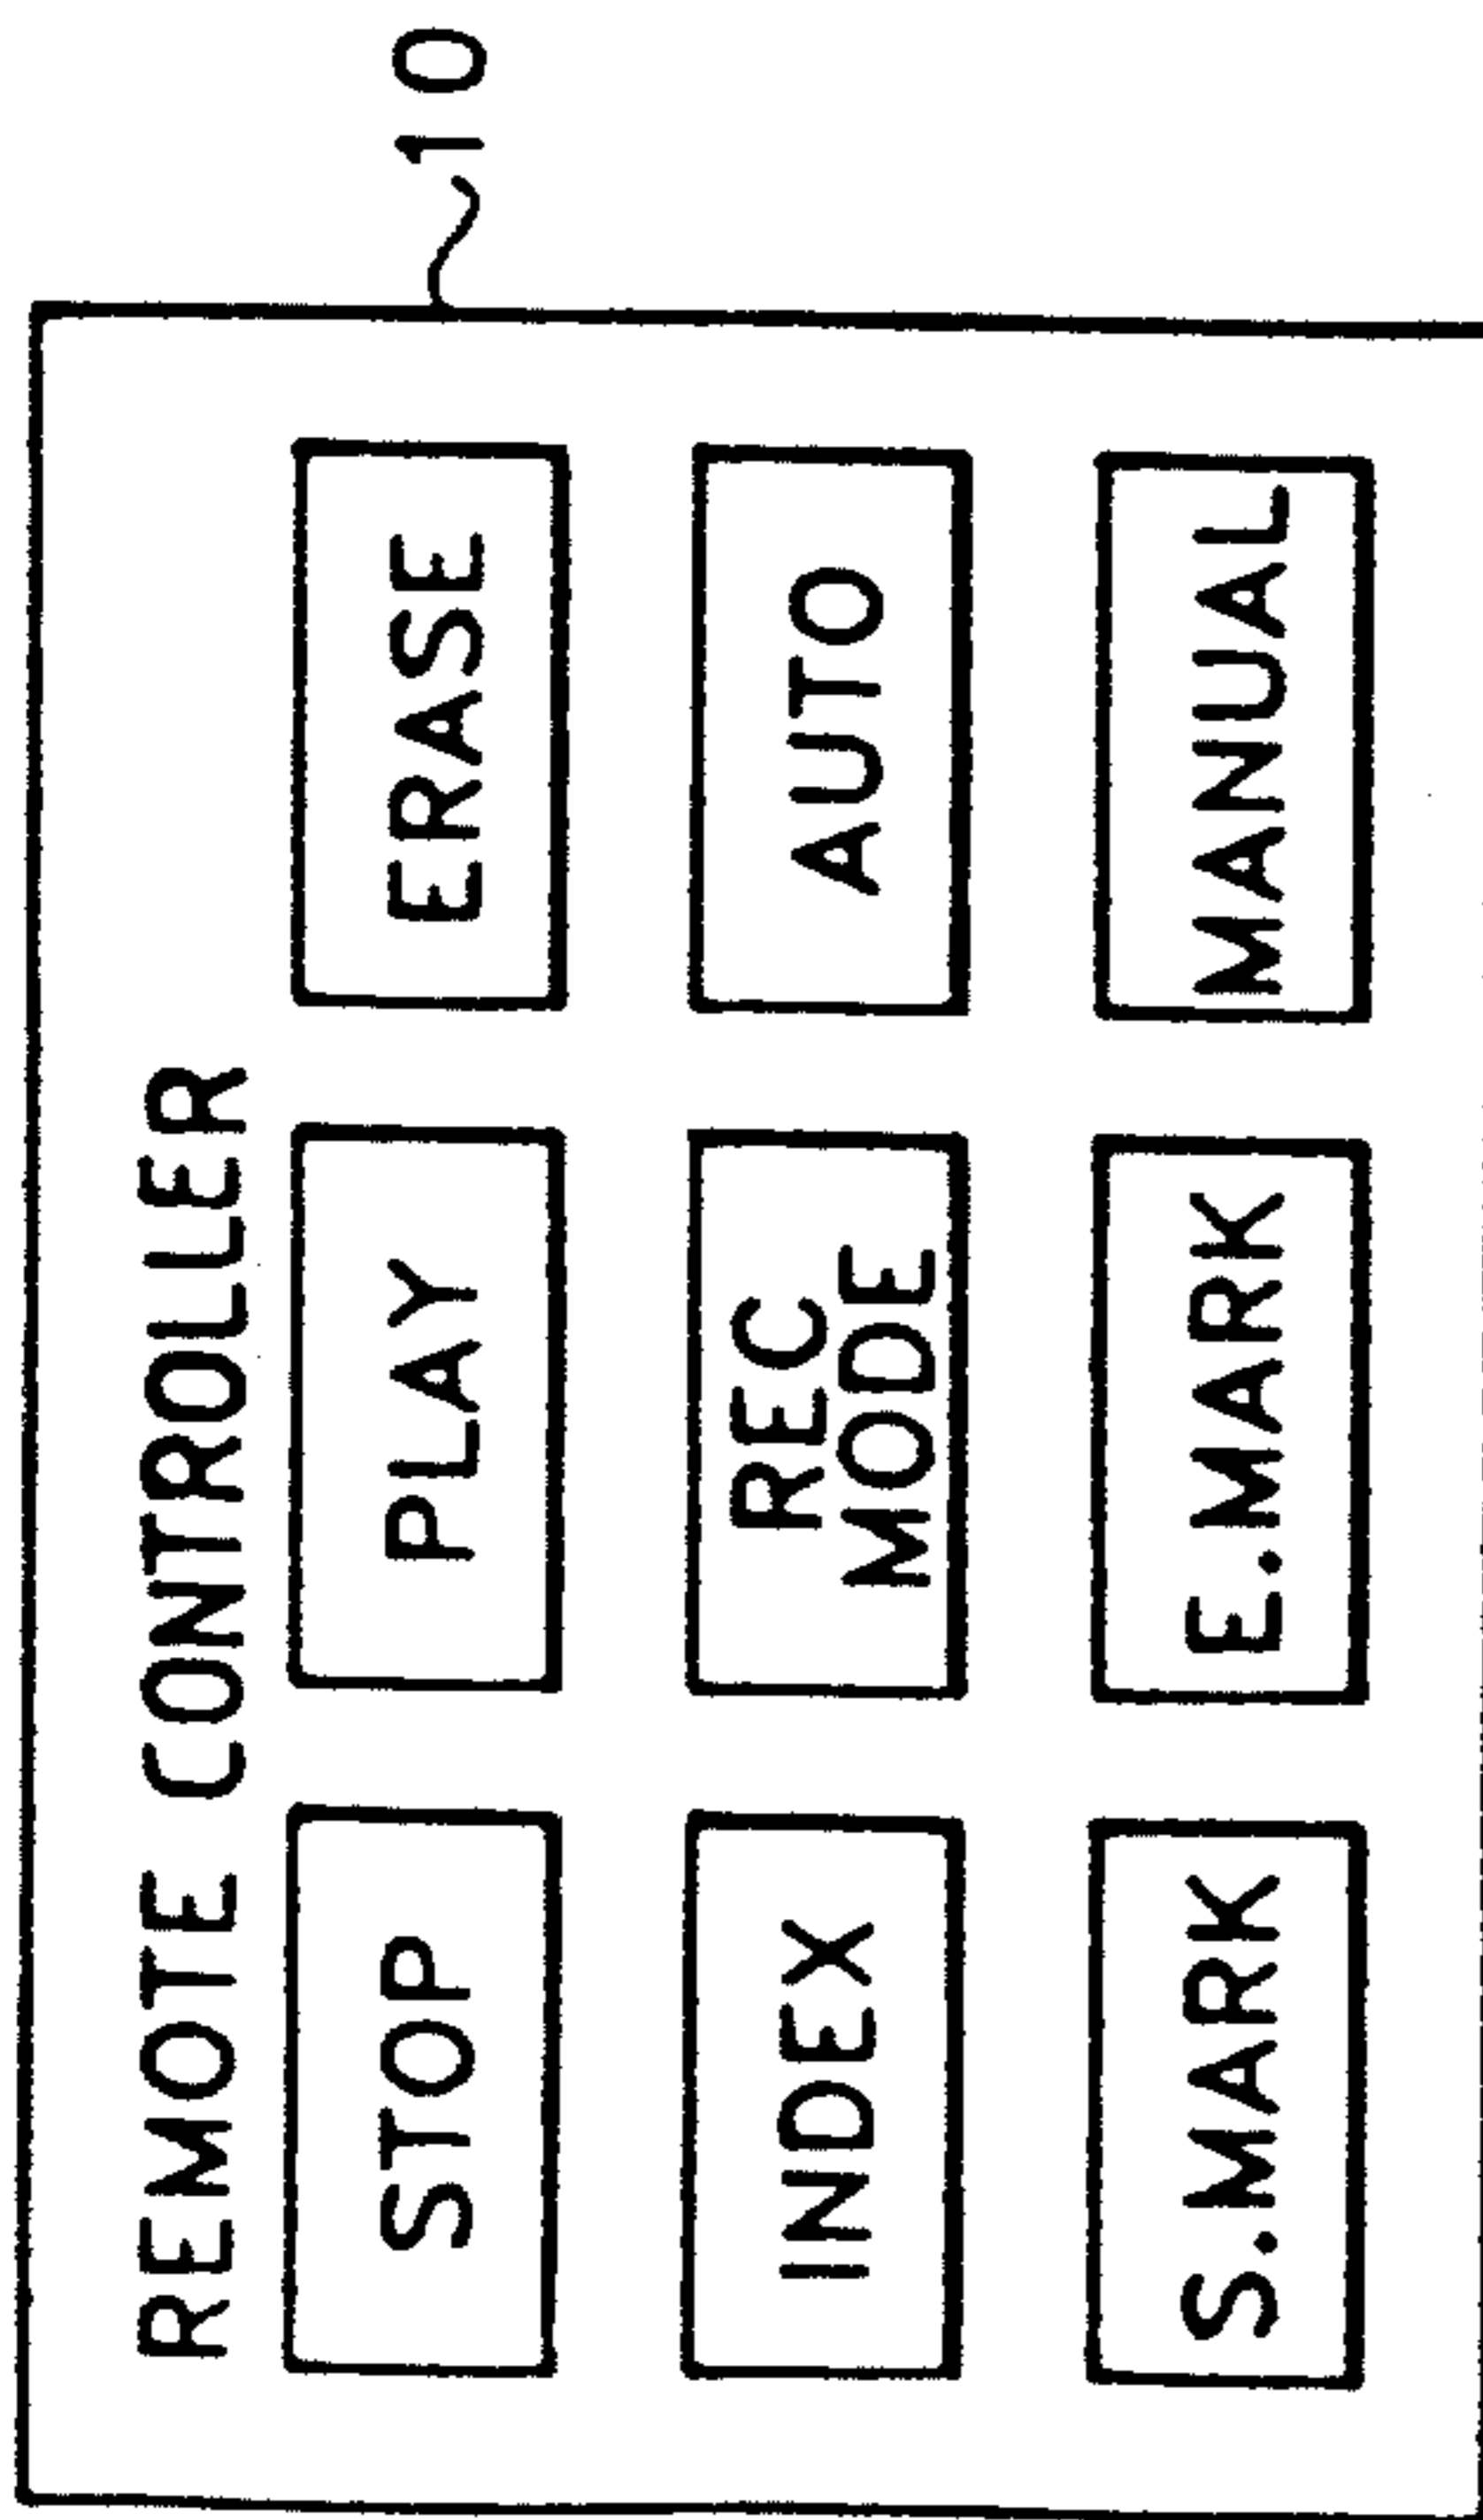 REMOTE CONTROLLER
10
STOP
PLAY
ERASE
INDEX
REC
MODE
AUTO
S.MARK
E.MARK
MANUAL